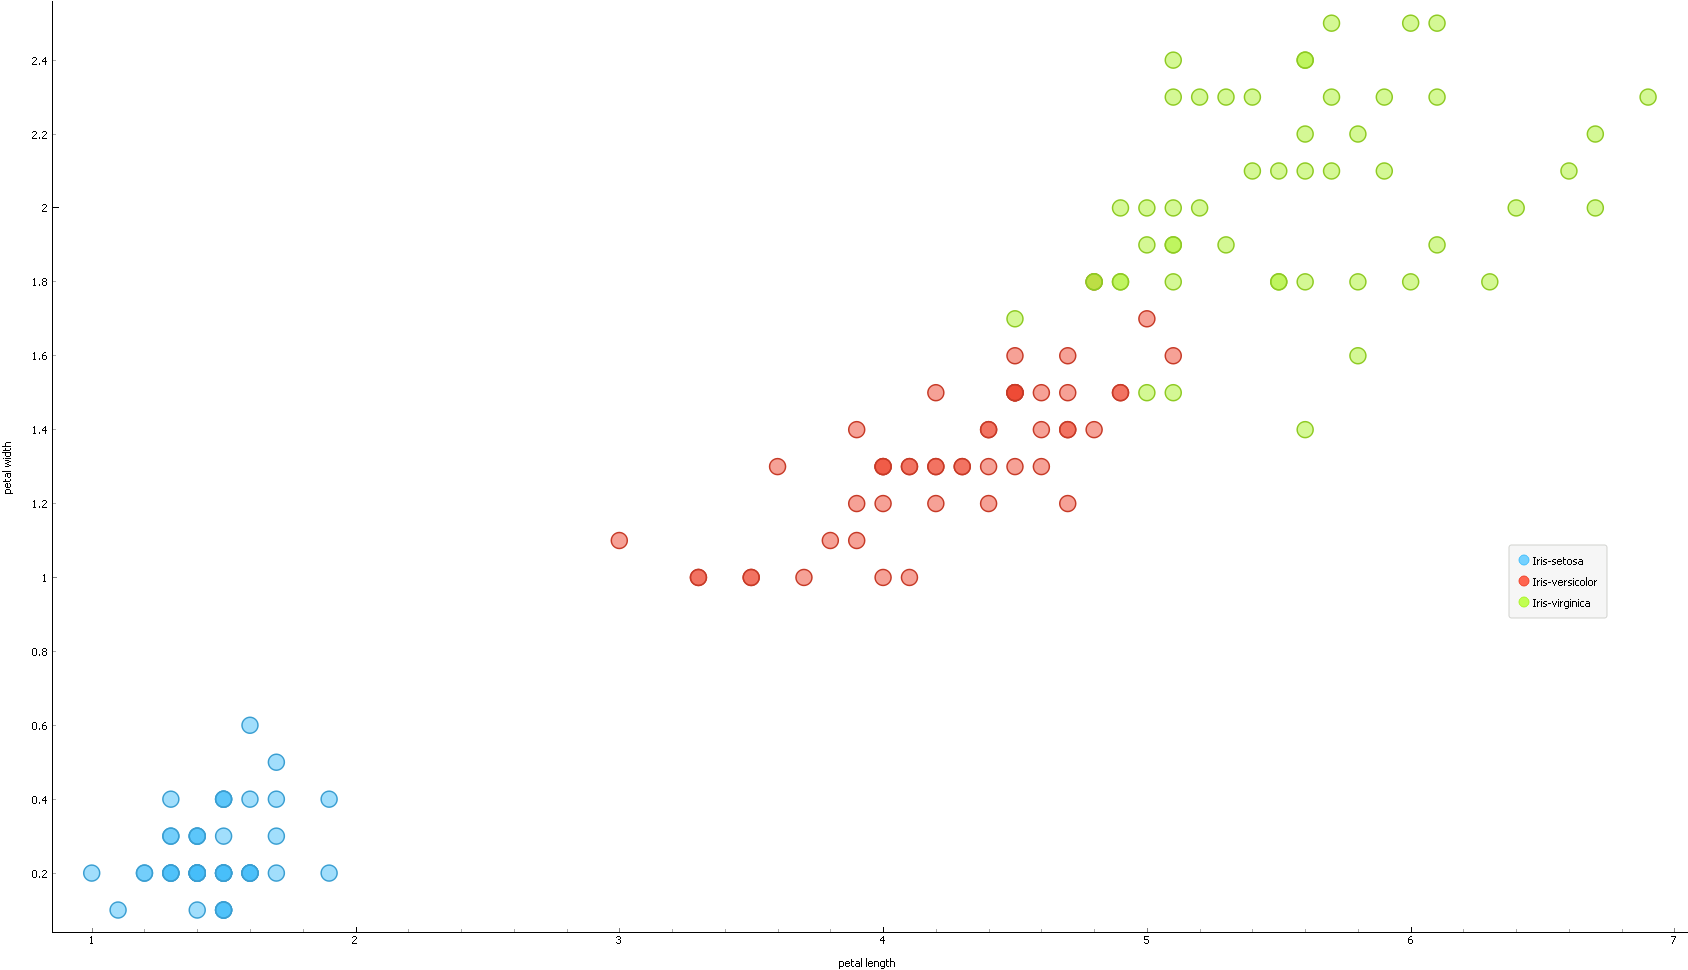 2.4
2.2
2
1.8
1.6
1.4
1.2
1
0.8
0.6
0.4
0.2
petal width
Iris-setosa
Iris-versicolor
Iris-virginica
1 2 3 4 5 6 7
petal length